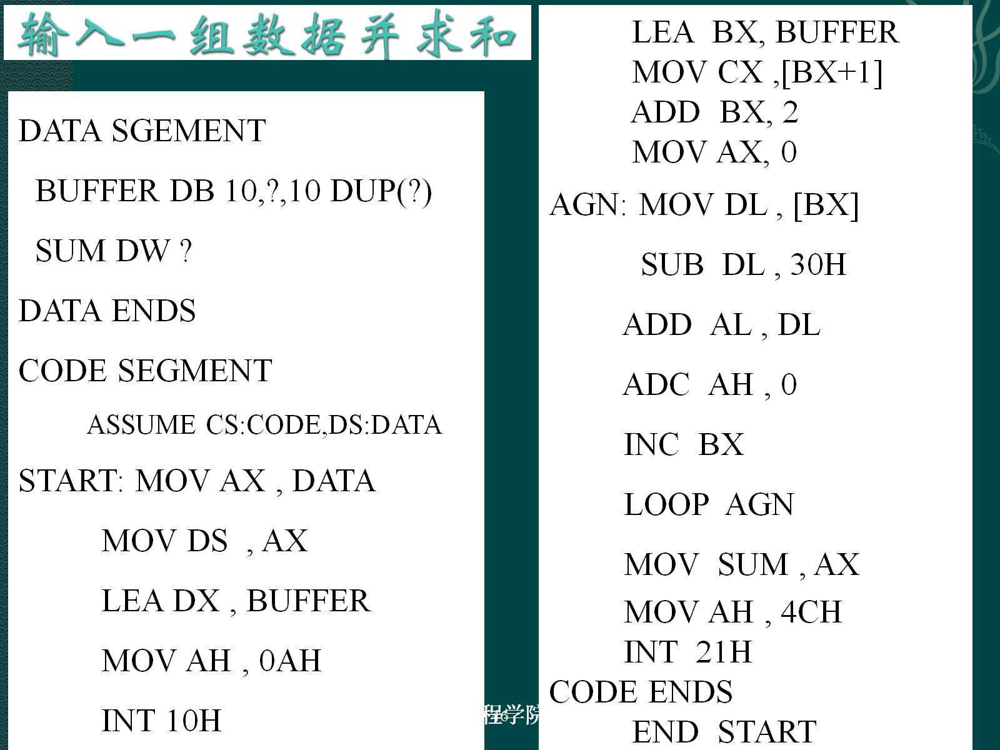 输入一组数据并求和
DATA SGEMENT
BUFFER DB 10,?,10 DUP(?)
SUM DW ?
DATA ENDS
CODE SEGMENT
ASSUME CS:CODE,DS:DATA
START: MOV AX , DATA
MOV DS , AX
LEA DX , BUFFER
MOV AH , 0AH
INT 10H
LEA BX, BUFFER
MOV CX ,[BX+1]
ADD BX, 2
MOV AX, 0
AGN: MOV DL , [BX]
SUB DL , 30H
ADD AL , DL
ADC AH , 0
INC BX
LOOP AGN
MOV SUM , AX
MOV AH , 4CH
INT 21H
CODE ENDS
END START
程学院
46